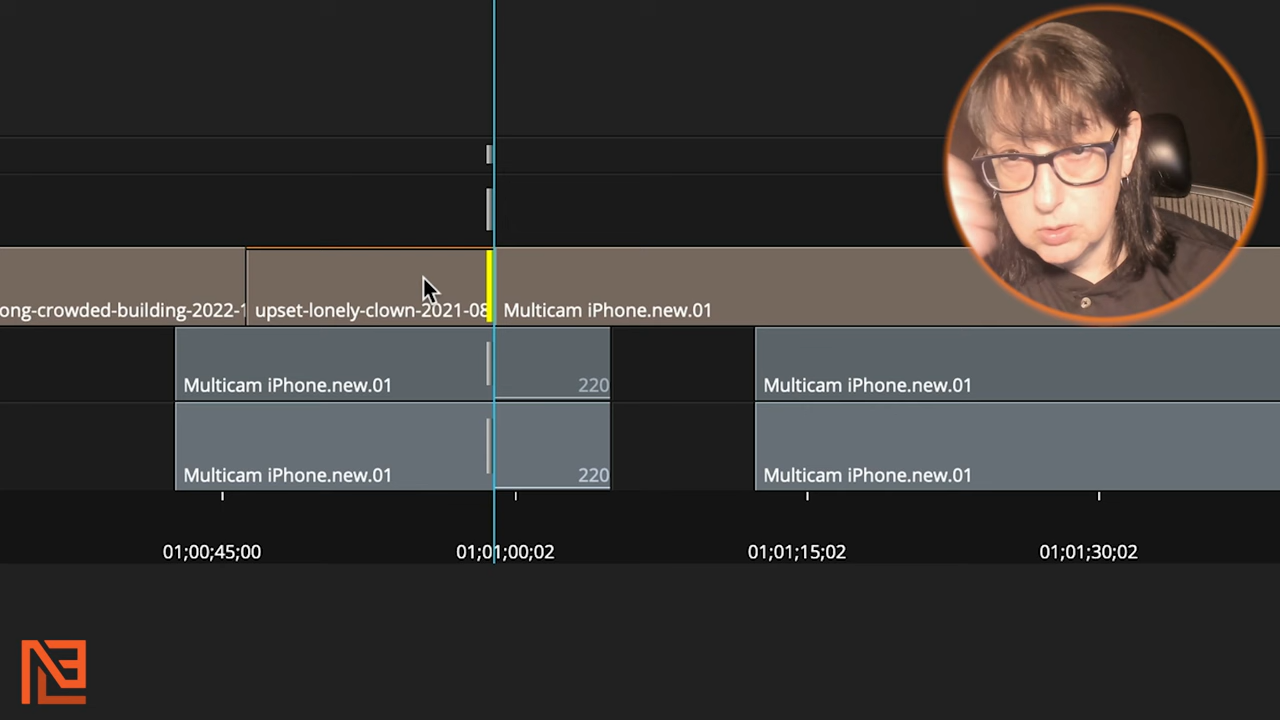 ong-crowded-building-2022-1
upset-lonely-clown-2021-08
Multicam iPhone.new.01
Multicam iPhone.new.01
220
Multicam iPhone.new.01
Multicam iPhone.new.01
220
Multicam iPhone.new.01
01;00;45;00
01;01;00;02
01;01;15;02
01;01;30;02